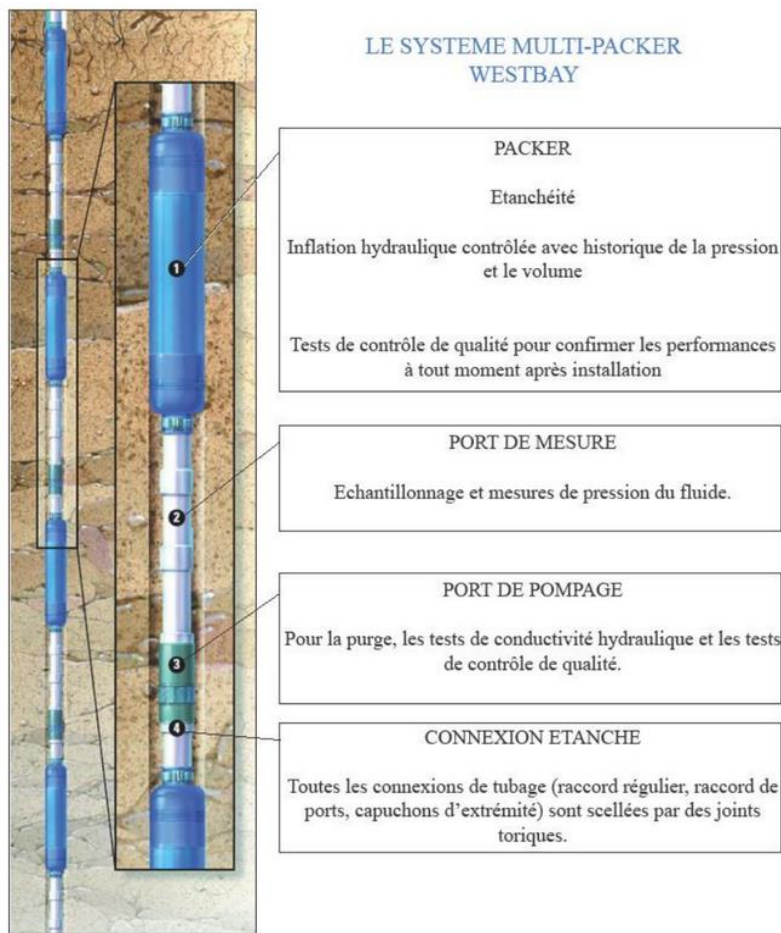 LE SYSTEME MULTI-PACKER
WESTBAY
PACKER
Etanchéité
Inflation hydraulique contrôlée avec historique de la pression
et le volume
Tests de contrôle de qualité pour confirmer les performances
à tout moment après installation
PORT DE MESURE
Echantillonnage et mesures de pression du fluide.
PORT DE POMPAGE
Pour la purge, les tests de conductivité hydraulique et les tests
de contrôle de qualité.
CONNEXION ETANCHE
Toutes les connexions de tubage (raccord régulier, raccord de
ports, capuchons d'extrémité) sont scellées par des joints
toriques.
1
2
3
4